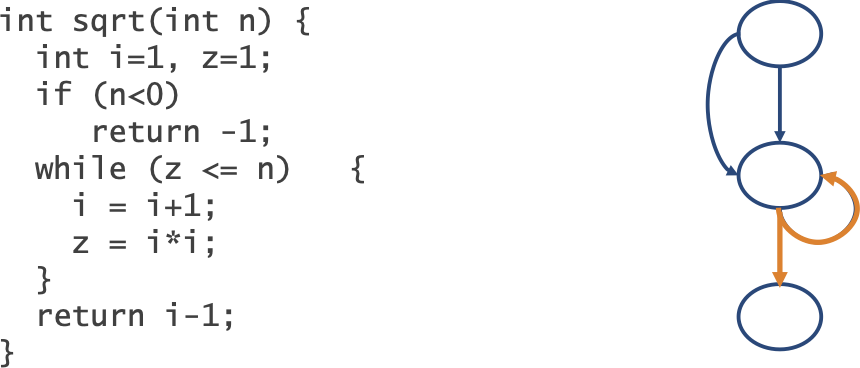 int sqrt(int n) {
  int i=1, z=1;
  if (n<0)
     return -1;
  while (z <= n)   {
    i = i+1;
    z = i*i;
  }
  return i-1;
}